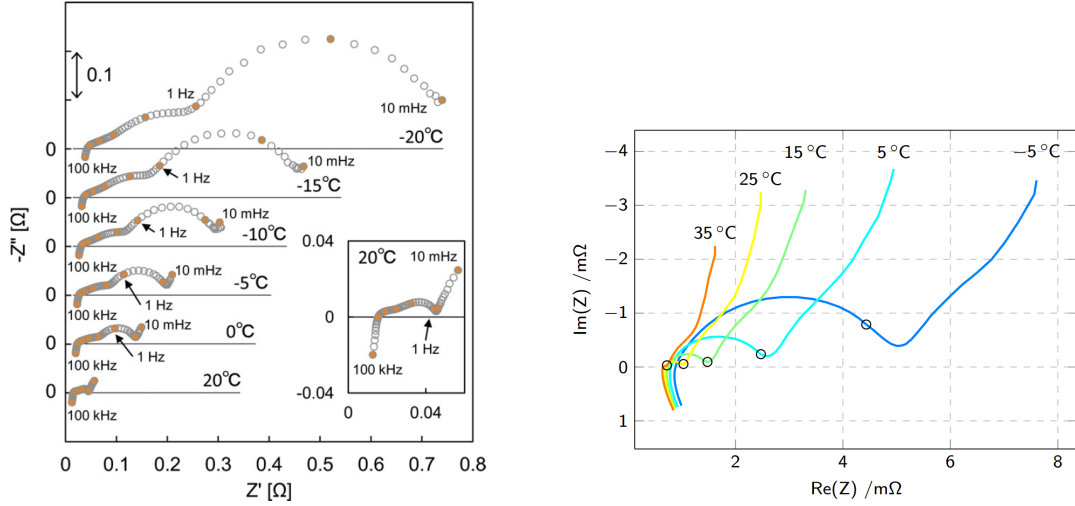 0.1
1 Hz
10 mHz
-20°C
0
100 kHz
10 mHz
1 Hz
-15°C
0
100 kHz
10 mHz
1 Hz
-10°C
0
100 kHz
10 mHz
-5°C
0
100 kHz
1 Hz
10 mHz
0°C
0
1 Hz
100 kHz
20°C
0
100 kHz
-Z" [Ω]
0 0.1 0.2 0.3 0.4 0.5 0.6 0.7 0.8
Z' [Ω]
0.04
20°C
10 mHz
0
1 Hz
100 kHz
-0.04
0 0.04
−4
−3
−2
−1
0
1
Im(Z) /mΩ
15 °C
5 °C
−5 °C
25 °C
35 °C
2 4 6 8
Re(Z) /mΩ